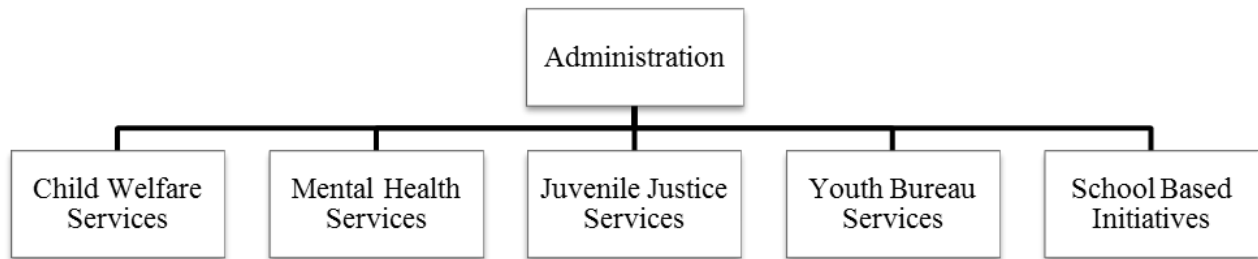 Administration
Child Welfare
Services
Mental Health
Services
Juvenile Justice
Services
Youth Bureau
Services
School Based
Initiatives